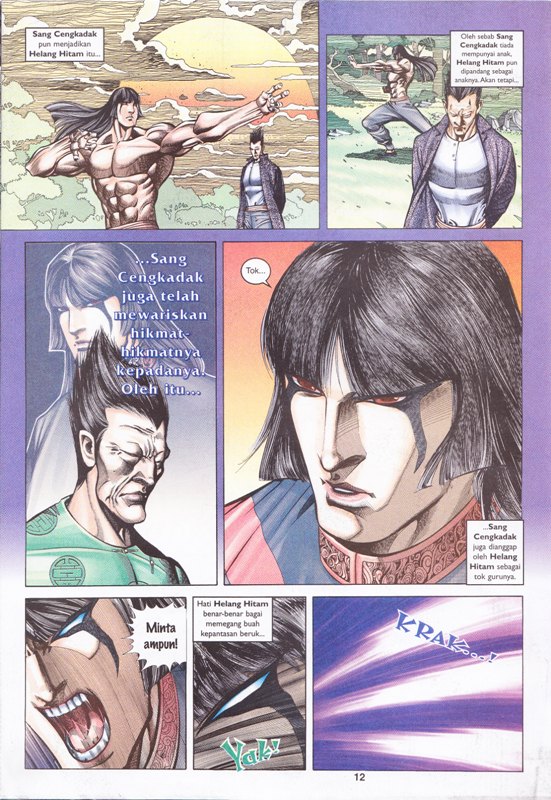 Sang Cengkadak
pun menjadikan
Helang Hitam itu...
Oleh sebab Sang
Cengkadak tiada
mempunyai anak,
Helang Hitam pun
dipandang sebagai
anaknya. Akan tetapi...
...Sang
Cengkadak
juga telah
mewariskan
hikmat-
hikmatnya
kepadanya.
Oleh itu...
Tok...
...Sang
Cengkadak
juga dianggap
oleh Helang
Hitam sebagai
tok gurunya.
Minta
ampun!
Hati Helang Hitam
benar-benar bagai
memegang buah
kepantasan beruk...
Yak!
KRAK...!
12